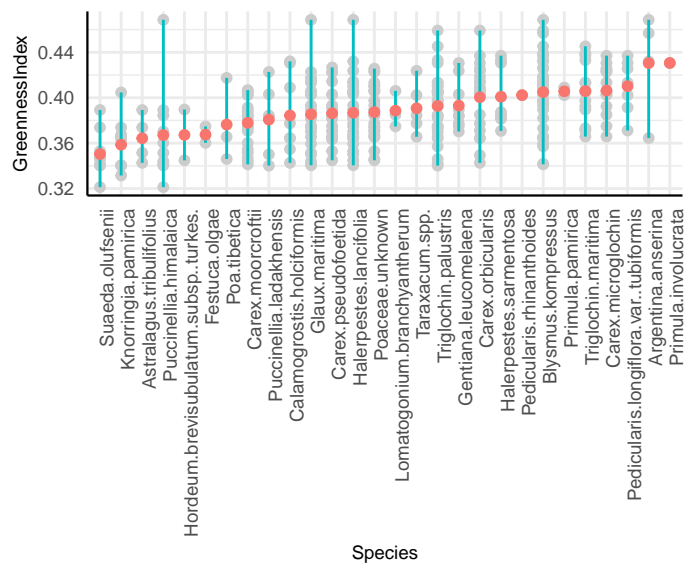 GreennessIndex
0.44
0.40
0.36
0.32
Suaeda.olufsenii
Knorringia.pamirica
Astralagus.tribulifolius
Puccinellia.himalaica
Hordeum.brevisubulatum.subsp..turkes.
Festuca.olgae
Poa.tibetica
Carex.moorcroftii
Puccinellia.ladakhensis
Calamogrostis.holciformis
Glaux.maritima
Carex.pseudofoetida
Halerpestes.lancifolia
Poaceae.unknown
Lomatogonium.branchyantherum
Taraxacum.spp.
Triglochin.palustris
Gentiana.leucomelaena
Carex.orbicularis
Halerpestes.sarmentosa
Pedicularis.rhinanthoides
Blysmus.kompressus
Primula.pamirica
Triglochin.maritima
Carex.microglochin
Pedicularis.longiflora.var..tubiformis
Argentina.anserina
Primula.involucrata
Species